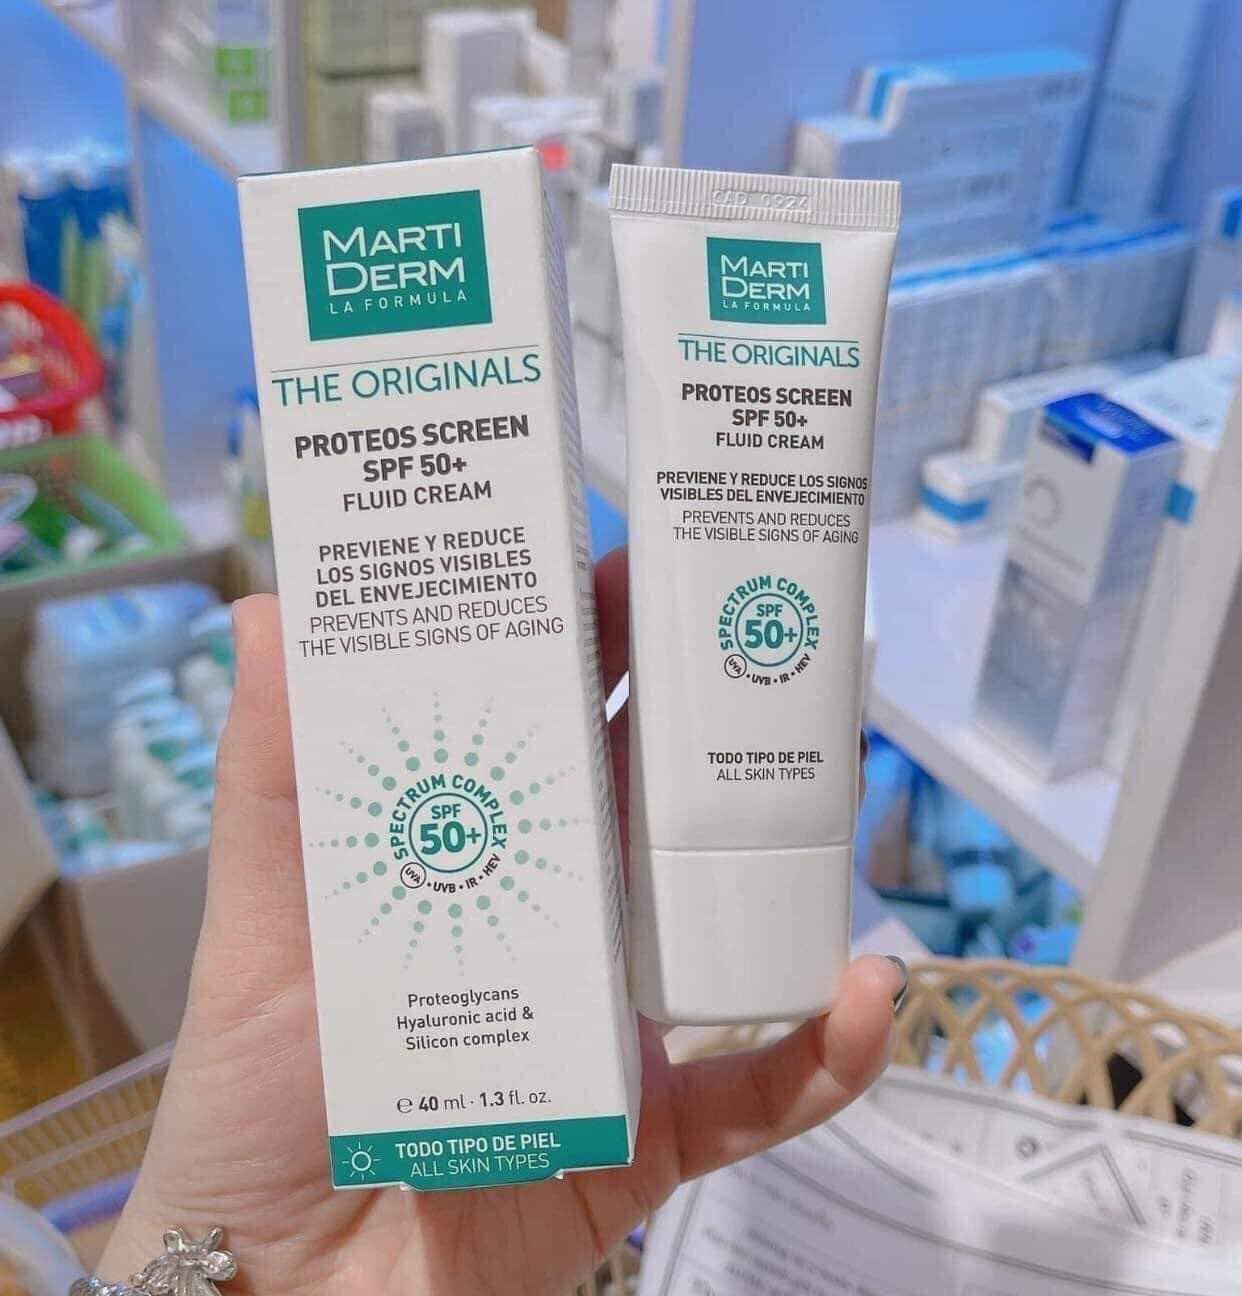 MARTI
DERM
LA FORMULA
THE ORIGINALS
PROTEOS SCREEN
SPF 50+
FLUID CREAM
PREVIENE Y REDUCE
LOS SIGNOS VISIBLES
DEL ENVEJECIMIENTO
PREVENTS AND REDUCES
THE VISIBLE SIGNS OF AGING
SPECTRUM COMPLEX
SPF
50+
UVA • UVB • IR • HEV
Proteoglycans
Hyaluronic acid &
Silicon complex
℮ 40 ml · 1.3 fl. oz.
TODO TIPO DE PIEL
ALL SKIN TYPES
CAD 0924
MARTI
DERM
LA FORMULA
THE ORIGINALS
PROTEOS SCREEN
SPF 50+
FLUID CREAM
PREVIENE Y REDUCE LOS SIGNOS
VISIBLES DEL ENVEJECIMIENTO
PREVENTS AND REDUCES
THE VISIBLE SIGNS OF AGING
SPECTRUM COMPLEX
SPF
50+
UVA • UVB • IR • HEV
TODO TIPO DE PIEL
ALL SKIN TYPES